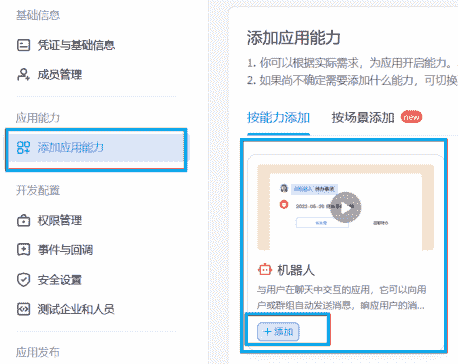 基础信息
凭证与基础信息
成员管理
应用能力
添加应用能力
开发配置
权限管理
事件与回调
安全设置
测试企业和人员
应用发布
添加应用能力
1. 你可以根据实际需求，为应用开启能力。
2. 如果尚不确定需要添加什么能力，可切换
按能力添加 按场景添加 new
机器人
与用户在聊天中交互的应用，它可以向用
户或群组自动发送消息，响应用户的消...
+ 添加